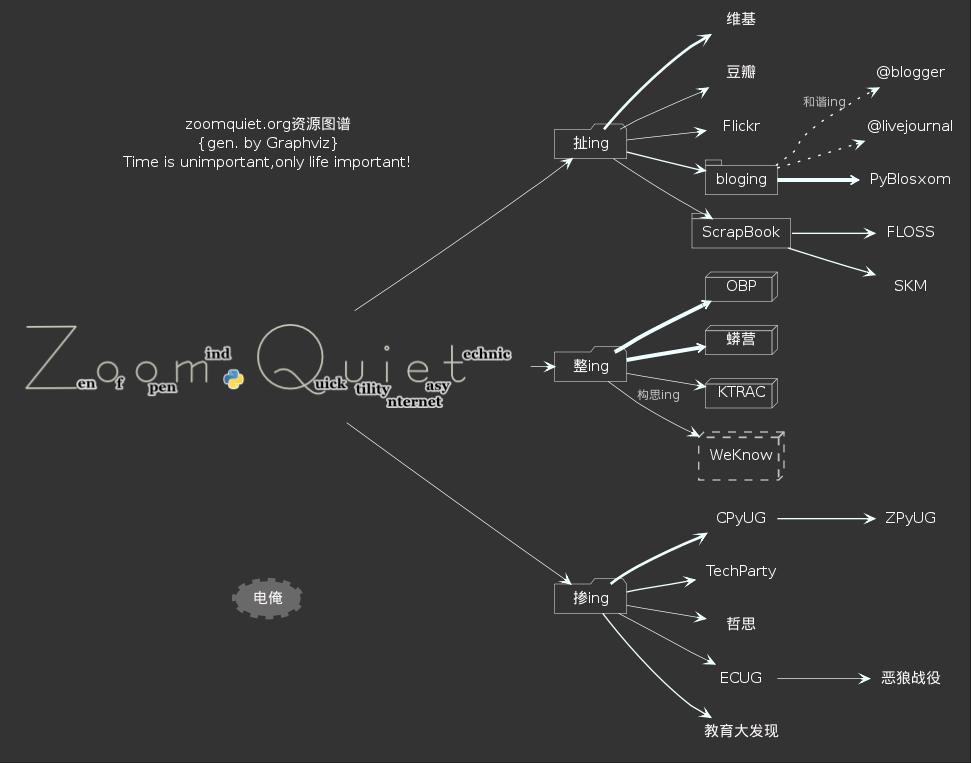 zoomquiet.org资源图谱
{gen. by Graphviz}
Time is unimportant,only life important!
Zoom.Quiet
en
f
pen
ind
uick
tility
nternet
asy
echnic
扯ing
维基
豆瓣
Flickr
bloging
和谐ing
@blogger
@livejournal
PyBlosxom
ScrapBook
FLOSS
SKM
整ing
OBP
蟒营
KTRAC
构思ing
WeKnow
掺ing
CPyUG
ZPyUG
TechParty
哲思
ECUG
恶狼战役
教育大发现
电俺